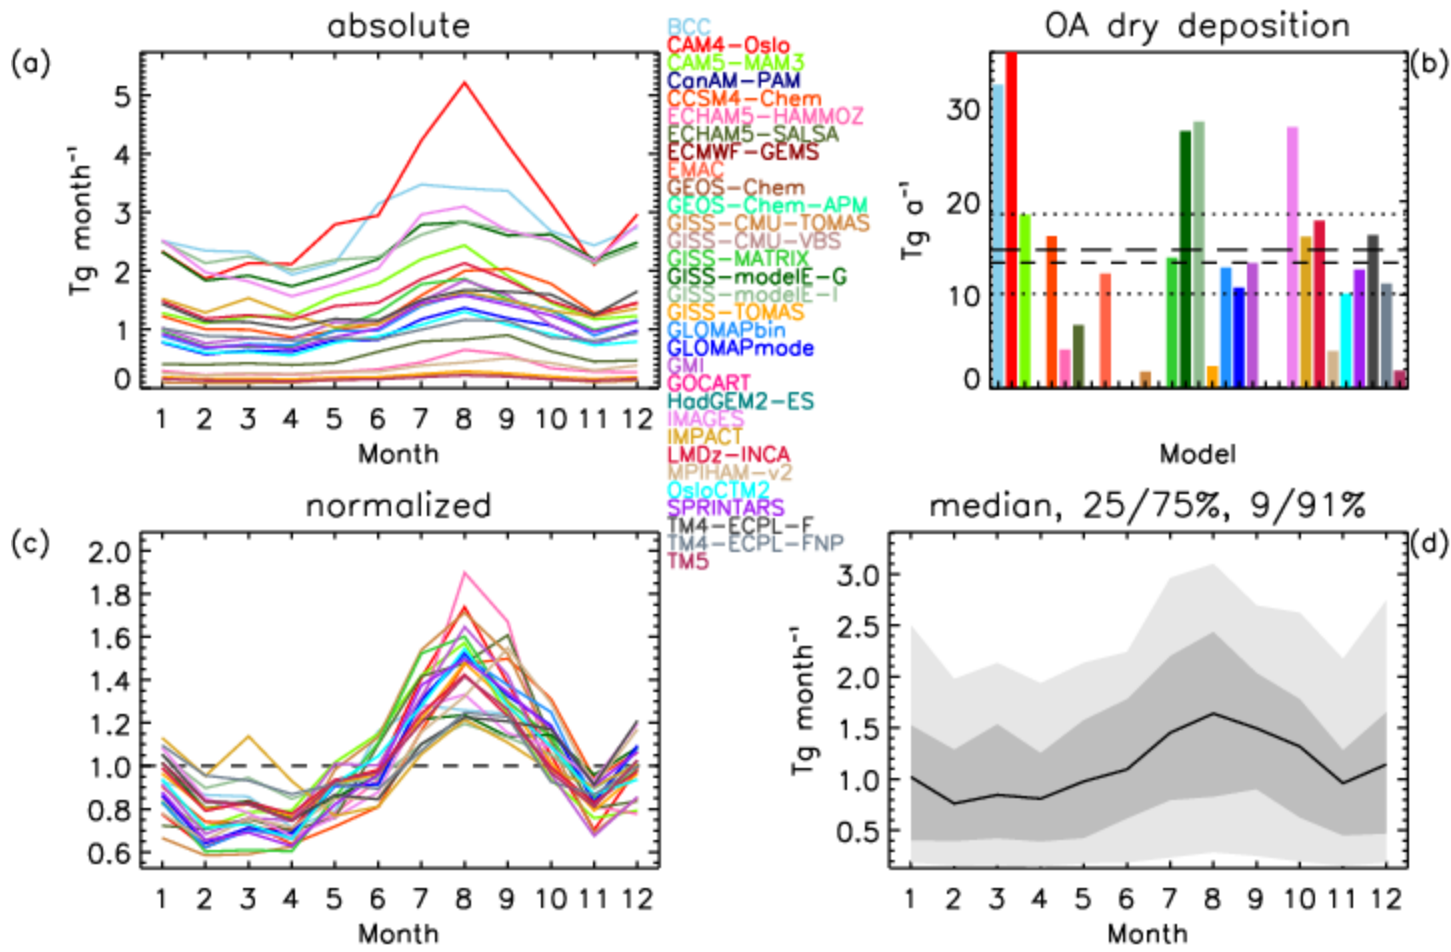 absolute
(a)
5
4
3
2
1
0
Tg month⁻¹
1 2 3 4 5 6 7 8 9 10 11 12
Month
BCC
CAM4-Oslo
CAM5-MAM3
CanAM-PAM
CCSM4-Chem
ECHAM5-HAMMOZ
ECHAM5-SALSA
ECMWF-GEMS
EMAC
GEOS-Chem
GEOS-Chem-APM
GISS-CMU-TOMAS
GISS-CMU-VBS
GISS-MATRIX
GISS-modelE-G
GISS-modelE-I
GISS-TOMAS
GLOMAPbin
GLOMAPmode
GMI
GOCART
HadGEM2-ES
IMAGES
IMPACT
LMDz-INCA
MPIHAM-v2
OsloCTM2
SPRINTARS
TM4-ECPL-F
TM4-ECPL-FNP
TM5
OA dry deposition
(b)
30
20
10
0
Tg a⁻¹
Model
normalized
(c)
2.0
1.8
1.6
1.4
1.2
1.0
0.8
0.6
1 2 3 4 5 6 7 8 9 10 11 12
Month
median, 25/75%, 9/91%
(d)
3.0
2.5
2.0
1.5
1.0
0.5
Tg month⁻¹
1 2 3 4 5 6 7 8 9 10 11 12
Month